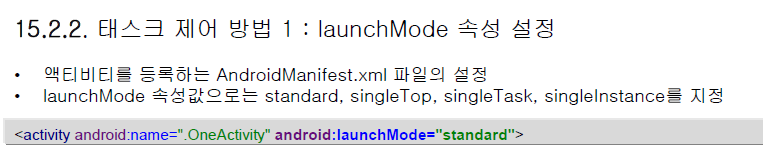 15.2.2. 태스크 제어 방법 1 : launchMode 속성 설정
• 액티비티를 등록하는 AndroidManifest.xml 파일의 설정
• launchMode 속성값으로는 standard, singleTop, singleTask, singleInstance를 지정
<activity android:name=".OneActivity" android:launchMode="standard">